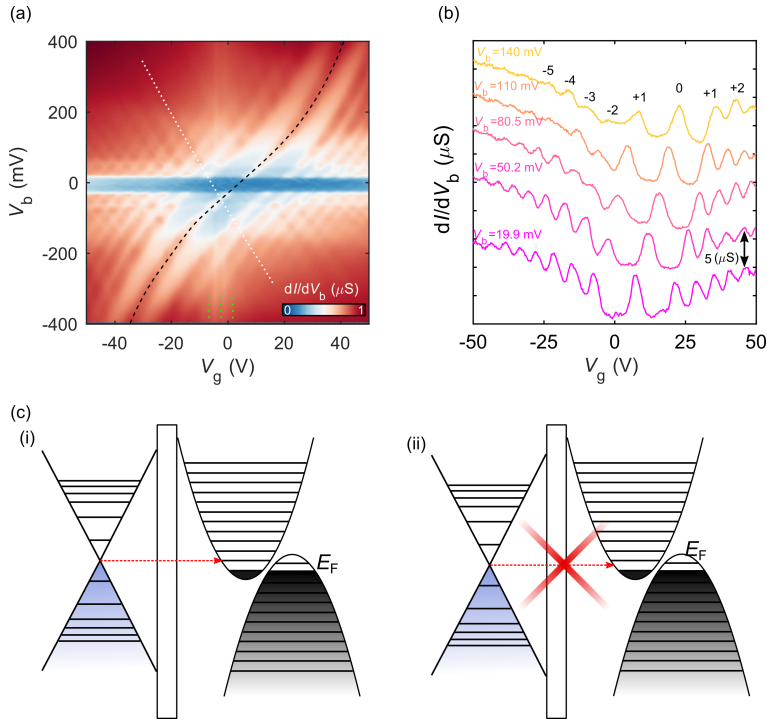 (a)
400
200
0
-200
-400
V_b (mV)
-40 -20 0 20 40
V_g (V)
dI/dV_b (μS)
0 1
(b)
V_b=140 mV
V_b=110 mV
V_b=80.5 mV
V_b=50.2 mV
V_b=19.9 mV
-5 -4 -3 -2 +1 0 +1 +2
5 (μS)
dI/dV_b (μS)
-50 -25 0 25 50
V_g (V)
(c)
(i)
E_F
(ii)
E_F